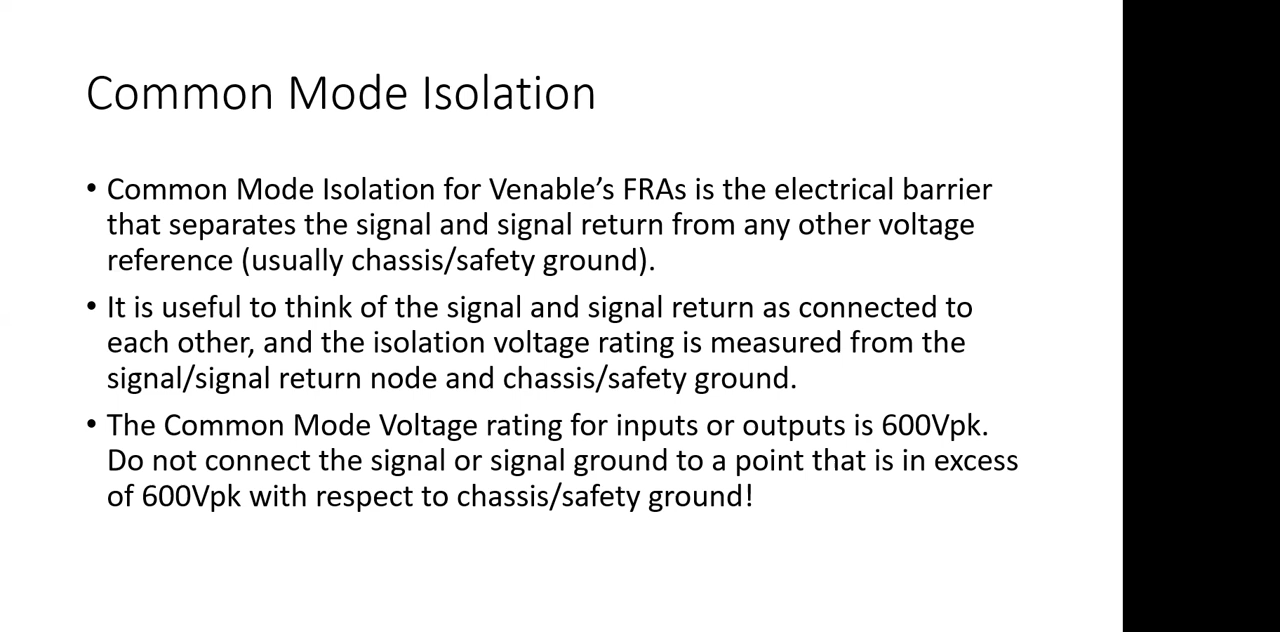 Common Mode Isolation
• Common Mode Isolation for Venable’s FRAs is the electrical barrier
that separates the signal and signal return from any other voltage
reference (usually chassis/safety ground).
• It is useful to think of the signal and signal return as connected to
each other, and the isolation voltage rating is measured from the
signal/signal return node and chassis/safety ground.
• The Common Mode Voltage rating for inputs or outputs is 600Vpk.
Do not connect the signal or signal ground to a point that is in excess
of 600Vpk with respect to chassis/safety ground!